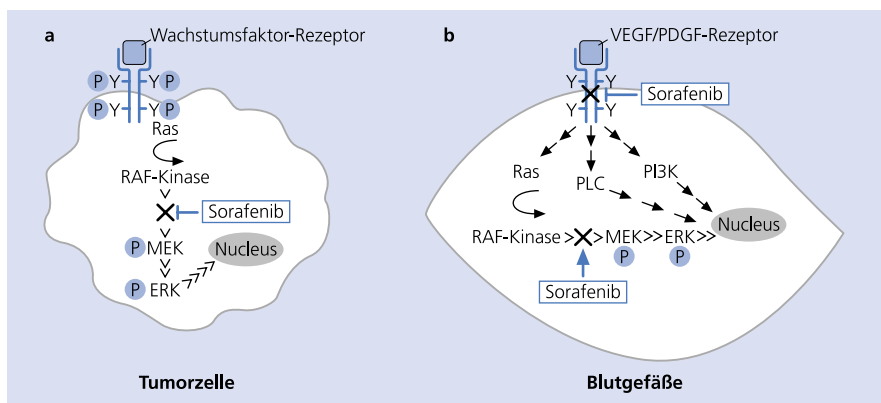 a
Wachstumsfaktor-Rezeptor
P Y Y P
P Y Y P
Ras
RAF-Kinase
Sorafenib
P MEK
Nucleus
P ERK
Tumorzelle
b
VEGF/PDGF-Rezeptor
Y Y
Sorafenib
Y Y
Ras
PLC
PI3K
Nucleus
RAF-Kinase >X> MEK >> ERK >>
P P
Sorafenib
Blutgefäße